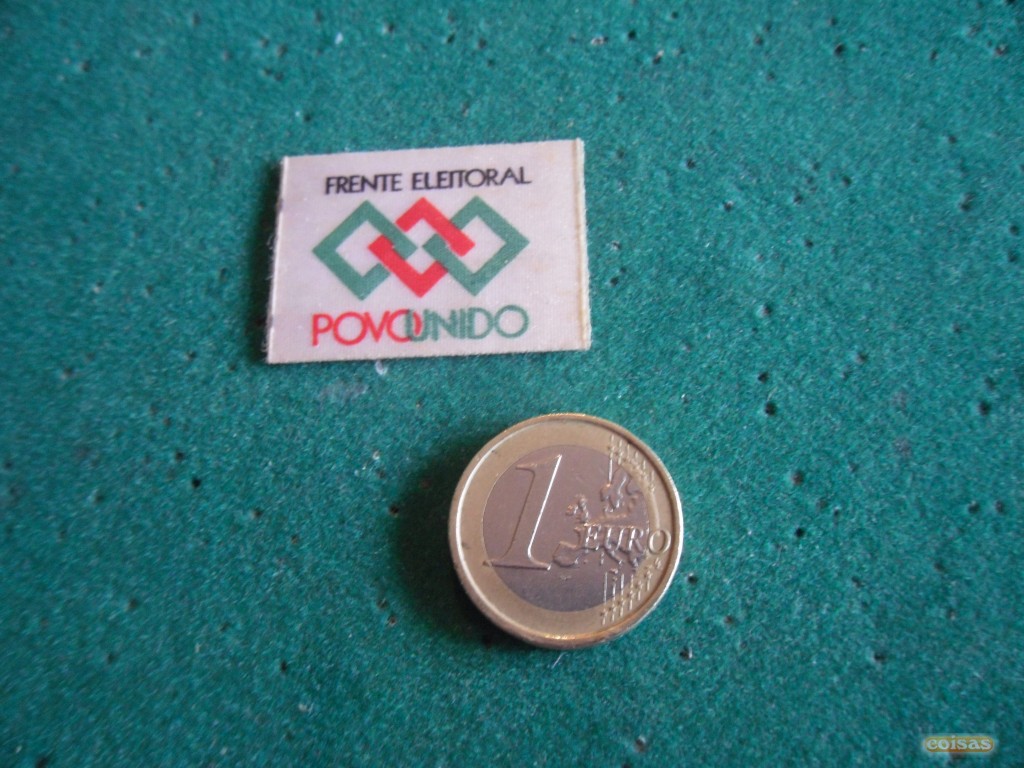 FRENTE ELEITORAL
POVO UNIDO
1
EURO
coisas